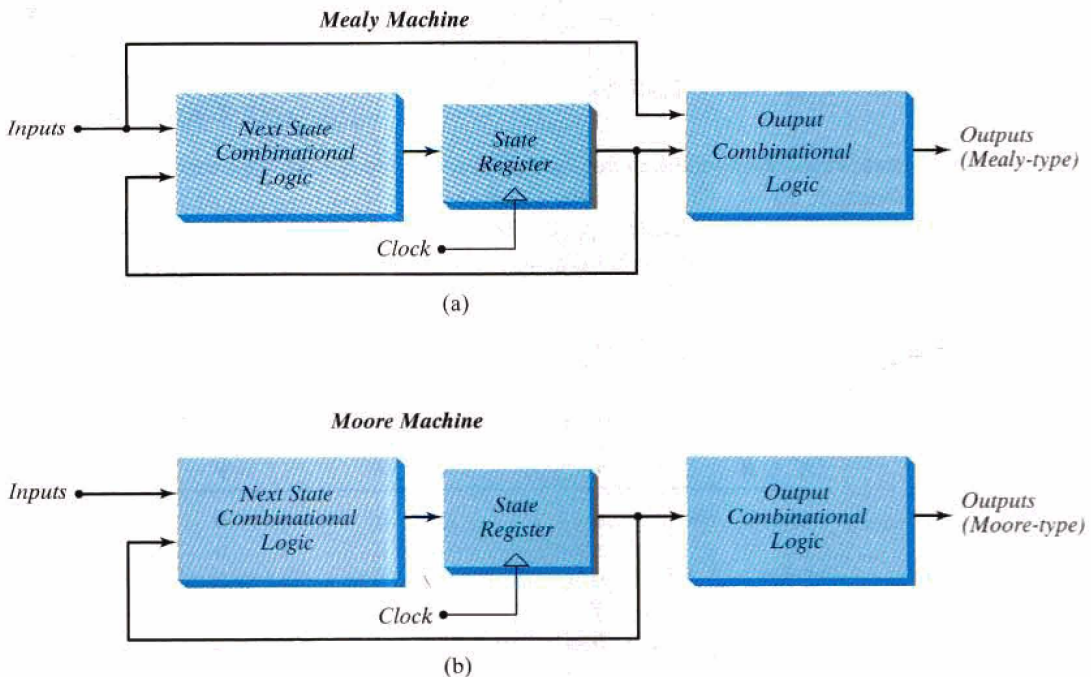 Mealy Machine
Inputs
Next State
Combinational
Logic
State
Register
Output
Combinational
Logic
Outputs
(Mealy-type)
Clock
(a)
Moore Machine
Inputs
Next State
Combinational
Logic
State
Register
Output
Combinational
Logic
Outputs
(Moore-type)
Clock
(b)